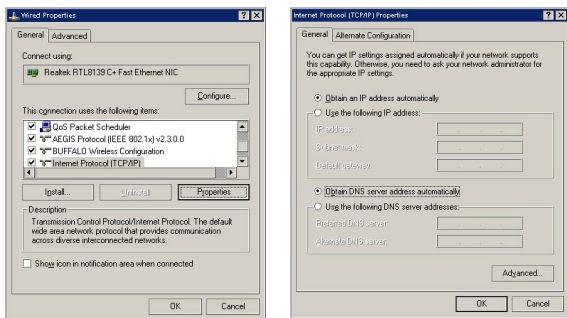 Wired Properties
General
Advanced
Connect using:
Realtek RTL8139 C+ Fast Ethernet NIC
Configure...
This connection uses the following items:
QoS Packet Scheduler
AEGIS Protocol (IEEE 802.1x) v2.3.0.0
BUFFALO Wireless Configuration
Internet Protocol (TCP/IP)
Install...
Uninstall
Properties
Description
Transmission Control Protocol/Internet Protocol. The default
wide area network protocol that provides communication
across diverse interconnected networks.
Show icon in notification area when connected
OK
Cancel
Internet Protocol (TCP/IP) Properties
General
Alternate Configuration
You can get IP settings assigned automatically if your network supports
this capability. Otherwise, you need to ask your network administrator for
the appropriate IP settings.
Obtain an IP address automatically
Use the following IP address:
IP address:
Subnet mask:
Default gateway:
Obtain DNS server address automatically
Use the following DNS server addresses:
Preferred DNS server:
Alternate DNS server:
Advanced...
OK
Cancel